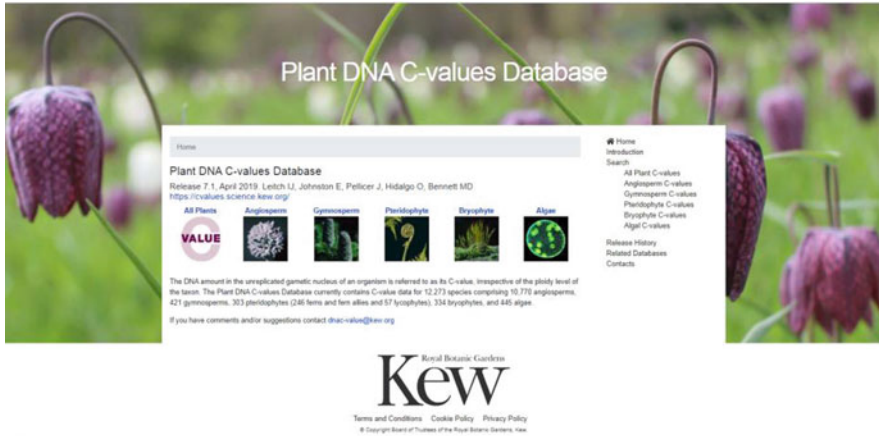 Plant DNA C-values Database
Home
Plant DNA C-values Database
Release 7.1, April 2019. Leitch IJ, Johnston E, Pellicer J, Hidalgo O, Bennett MD
https://cvalues.science.kew.org/
All Plants Angiosperm Gymnosperm Pteridophyte Bryophyte Algae
C VALUE
The DNA amount in the unreplicated gametic nucleus of an organism is referred to as its C-value, irrespective of the ploidy level of
the taxon. The Plant DNA C-values Database currently contains C-value data for 12,273 species comprising 10,770 angiosperms,
421 gymnosperms, 303 pteridophytes (246 ferns and fern allies and 57 lycophytes), 334 bryophytes, and 445 algae.
If you have comments and/or suggestions contact dnac-value@kew.org
Home
Introduction
Search
All Plant C-values
Angiosperm C-values
Gymnosperm C-values
Pteridophyte C-values
Bryophyte C-values
Algal C-values
Release History
Related Databases
Contacts
Royal Botanic Gardens
Kew
Terms and Conditions Cookie Policy Privacy Policy
© Copyright Board of Trustees of the Royal Botanic Gardens, Kew.